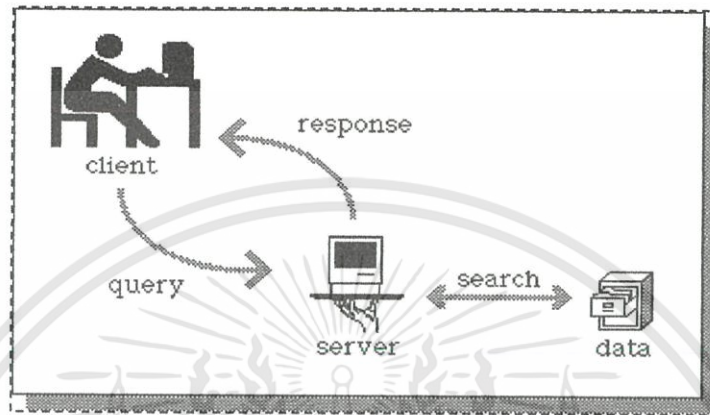 response
client
query
search
server
data